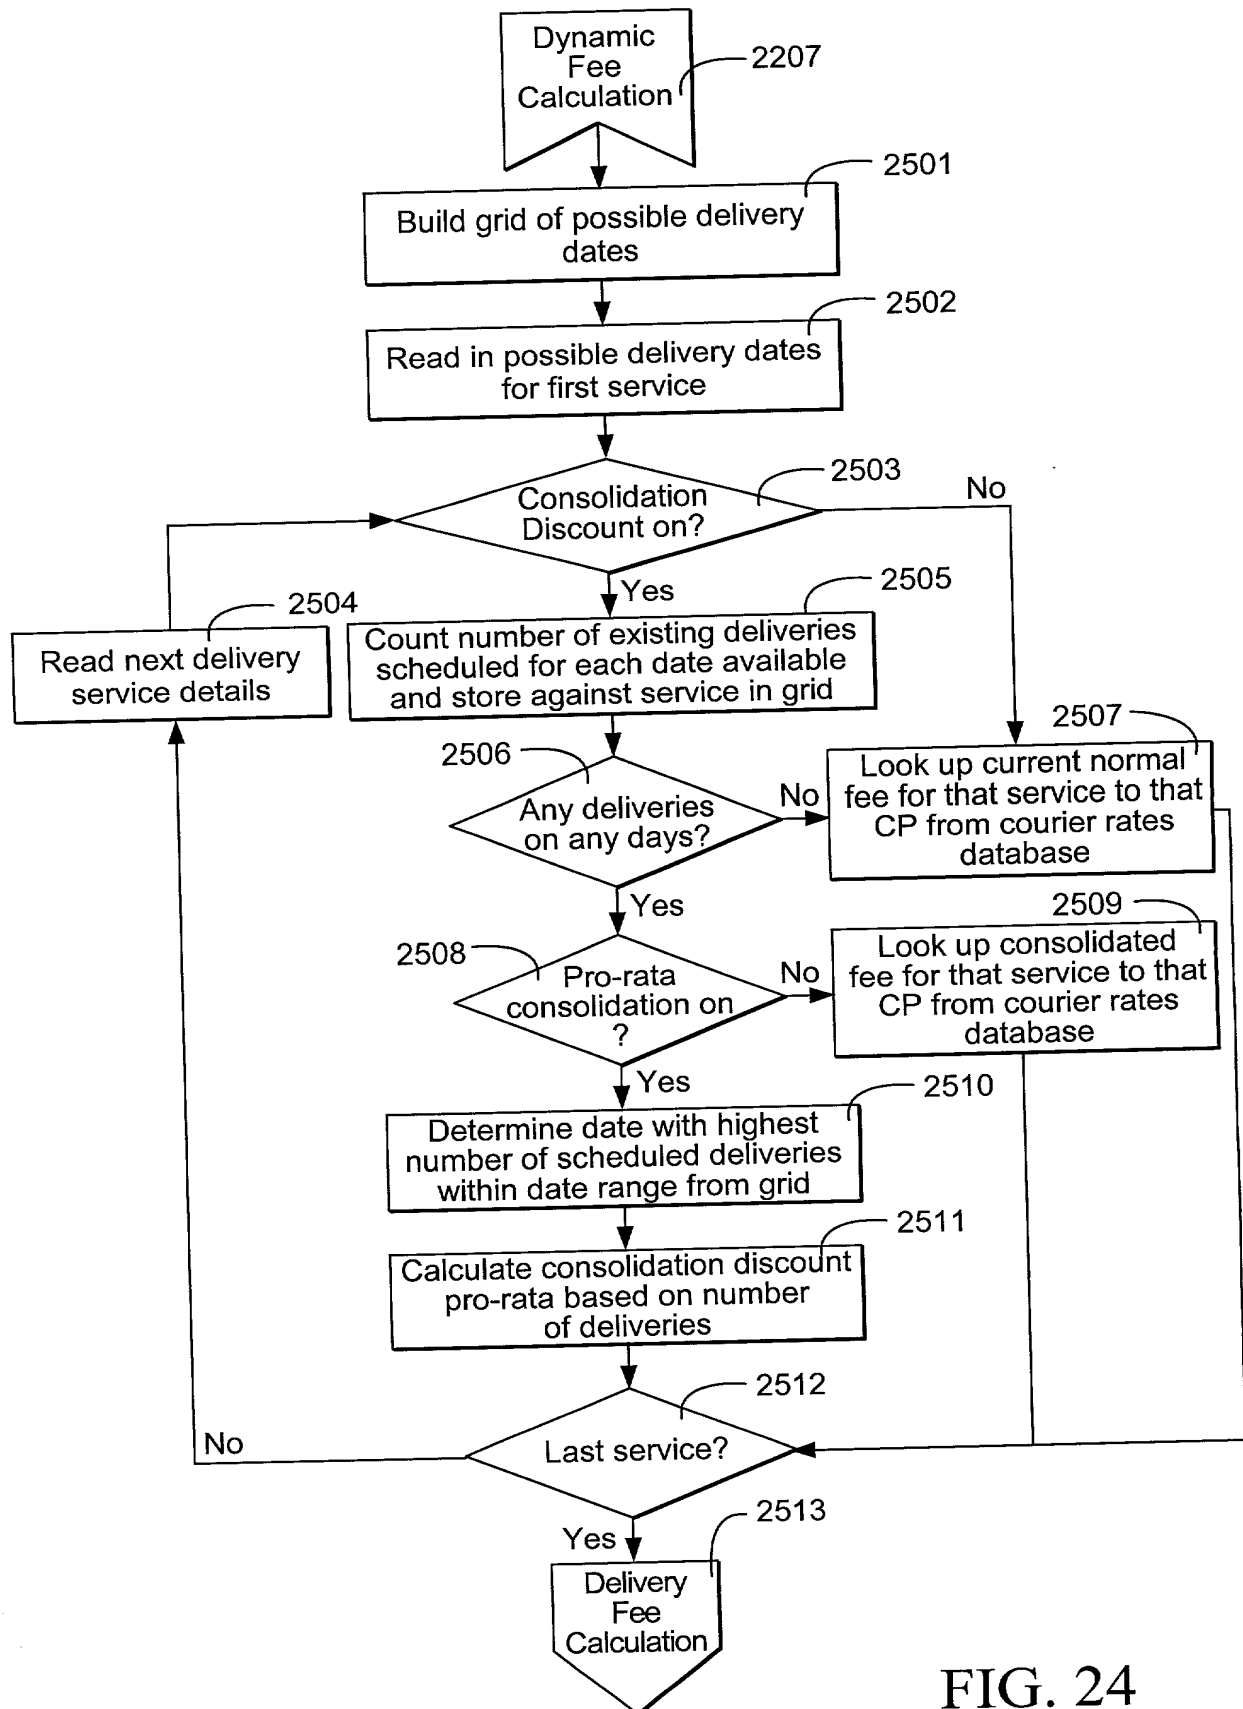 Dynamic
Fee
Calculation
2207
2501
Build grid of possible delivery
dates
2502
Read in possible delivery dates
for first service
2503
Consolidation
Discount on?
No
Yes
2504
Read next delivery
service details
2505
Count number of existing deliveries
scheduled for each date available
and store against service in grid
2506
Any deliveries
on any days?
No
Yes
2507
Look up current normal
fee for that service to that
CP from courier rates
database
2508
Pro-rata
consolidation on
?
No
Yes
2509
Look up consolidated
fee for that service to that
CP from courier rates
database
2510
Determine date with highest
number of scheduled deliveries
within date range from grid
2511
Calculate consolidation discount
pro-rata based on number
of deliveries
2512
Last service?
No
Yes
2513
Delivery
Fee
Calculation
FIG. 24